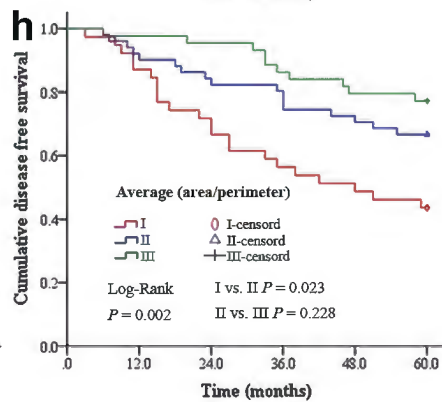 h
Cumulative disease free survival
1.0
0.8
0.6
0.4
0.2
0.0
Average (area/perimeter)
I I-censord
II II-censord
III III-censord
Log-Rank I vs. II P = 0.023
P = 0.002 II vs. III P = 0.228
.0 12.0 24.0 36.0 48.0 60.0
Time (months)